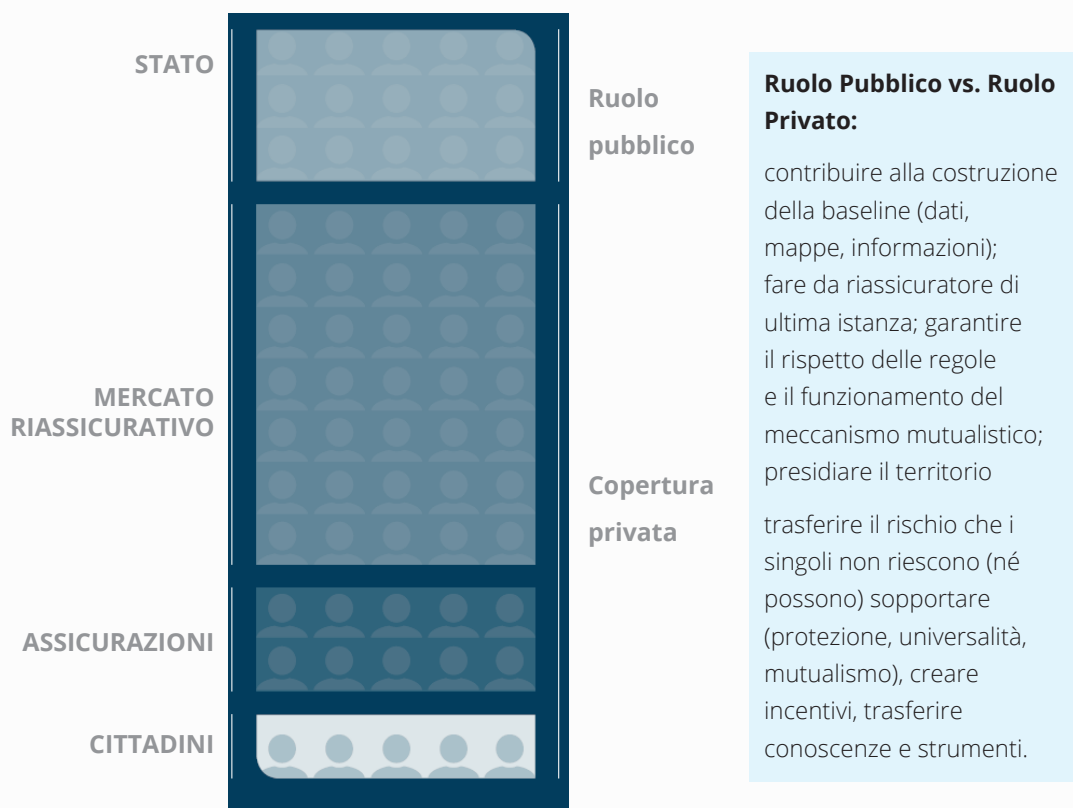 STATO
MERCATO
RIASSICURATIVO
ASSICURAZIONI
CITTADINI
Ruolo
pubblico
Copertura
privata
Ruolo Pubblico vs. Ruolo
Privato:
contribuire alla costruzione
della baseline (dati,
mappe, informazioni);
fare da riassicuratore di
ultima istanza; garantire
il rispetto delle regole
e il funzionamento del
meccanismo mutualistico;
presidiare il territorio
trasferire il rischio che i
singoli non riescono (né
possono) sopportare
(protezione, universalità,
mutualismo), creare
incentivi, trasferire
conoscenze e strumenti.